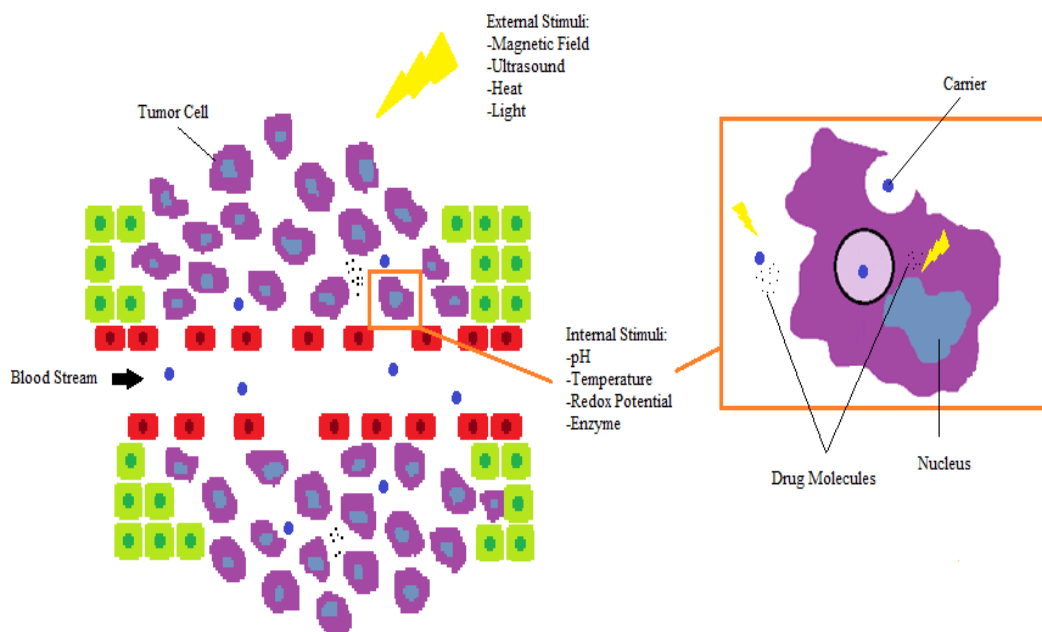 External Stimuli:
-Magnetic Field
-Ultrasound
-Heat
-Light
Tumor Cell
Carrier
Blood Stream
Internal Stimuli:
-pH
-Temperature
-Redox Potential
-Enzyme
Drug Molecules
Nucleus